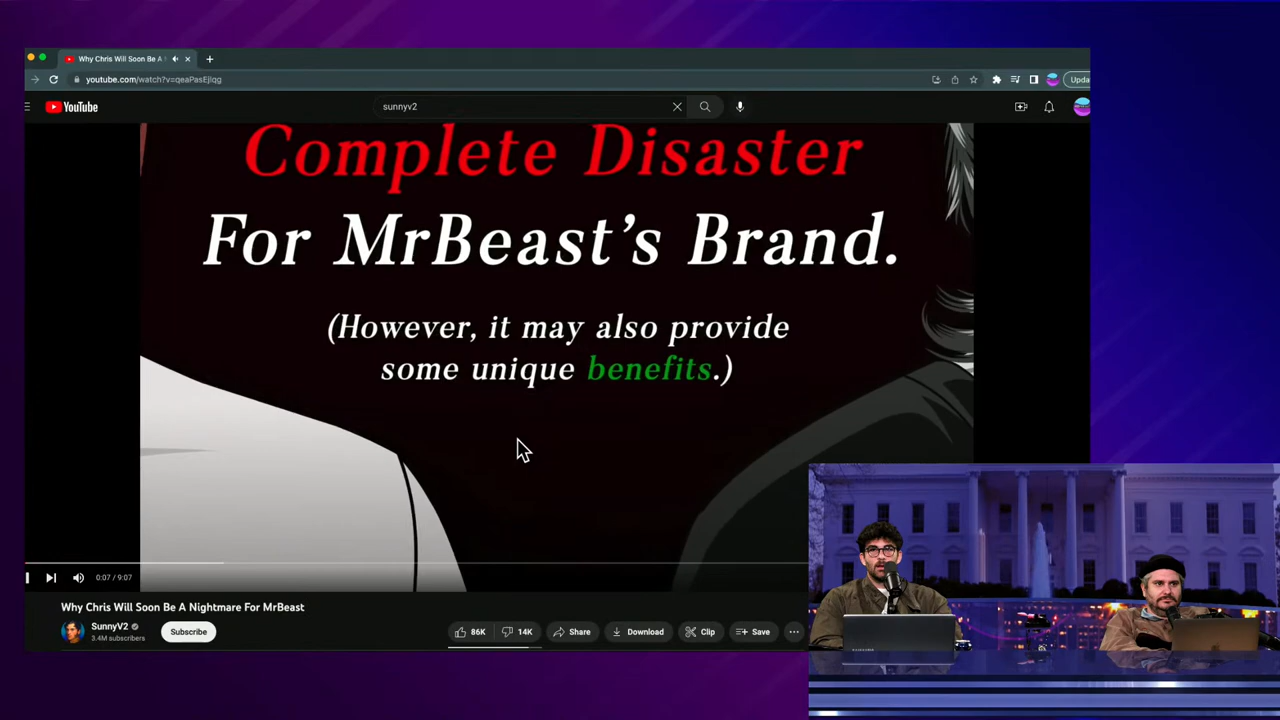 Why Chris Will Soon Be A
youtube.com/watch?v=qeaPasEjlqg
Upda
YouTube
sunnyv2
Complete Disaster
For MrBeast's Brand.
(However, it may also provide
some unique benefits.)
0:07 / 9:07
Why Chris Will Soon Be A Nightmare For MrBeast
SunnyV2
3.4M subscribers
Subscribe
86K
14K
Share
Download
Clip
Save